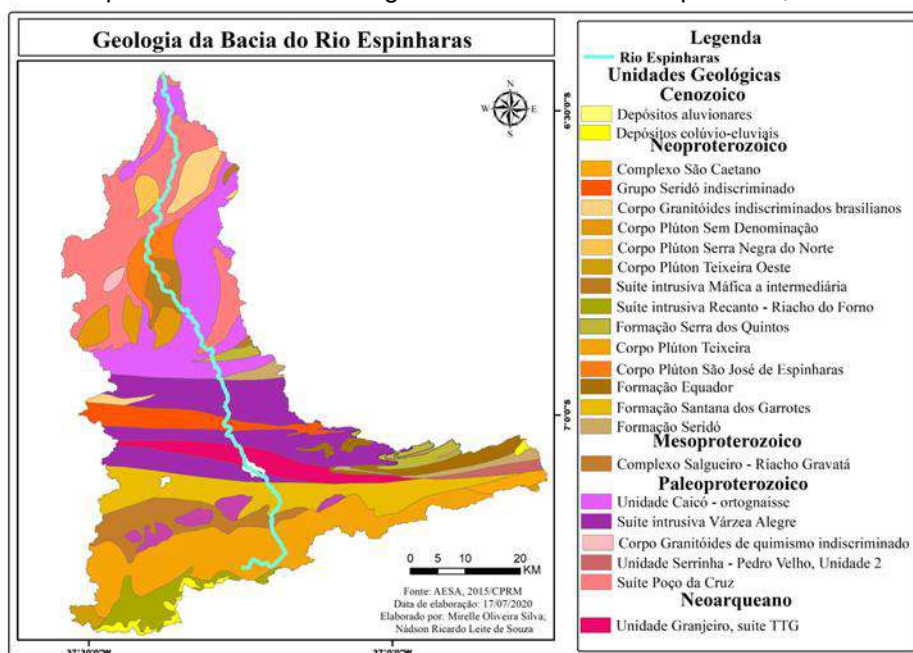 Geologia da Bacia do Rio Espinharas
N
W E
S
6°30'0"S
7°0'0"S
0 10 20
KM
Fonte: AESA, 2015/CPRM
Data de elaboração: 17/07/2020
Elaborado por: Mirelle Oliveira Silva;
Nádson Ricardo Leite de Souza
Legenda
Rio Espinharas
Unidades Geológicas
Cenozoico
Depósitos aluvionares
Depósitos colúvio-eluviais
Neoproterozoico
Complexo São Caetano
Grupo Seridó indiscriminado
Corpo Granitóides indiscriminados brasilianos
Corpo Plúton Sem Denominação
Corpo Plúton Serra Negra do Norte
Corpo Plúton Teixeira Oeste
Suíte intrusiva Máfica a intermediária
Suíte intrusiva Recanto - Riacho do Forno
Formação Serra dos Quintos
Corpo Plúton Teixeira
Corpo Plúton São José de Espinharas
Formação Equador
Formação Santana dos Garrotes
Formação Seridó
Mesoproterozoico
Complexo Salgueiro - Riacho Gravatá
Paleoproterozoico
Unidade Caicó - ortognaisse
Suíte intrusiva Várzea Alegre
Corpo Granitóides de quimismo indiscriminado
Unidade Serrinha - Pedro Velho, Unidade 2
Suíte Poço da Cruz
Neoarqueano
Unidade Granjeiro, suíte TTG